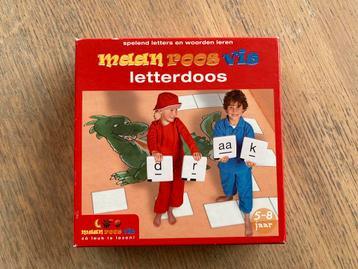 spelend letters en woorden leren
maan roos vis
letterdoos
d r aa k
5-8
jaar
maan roos vis
zó leuk is lezen!